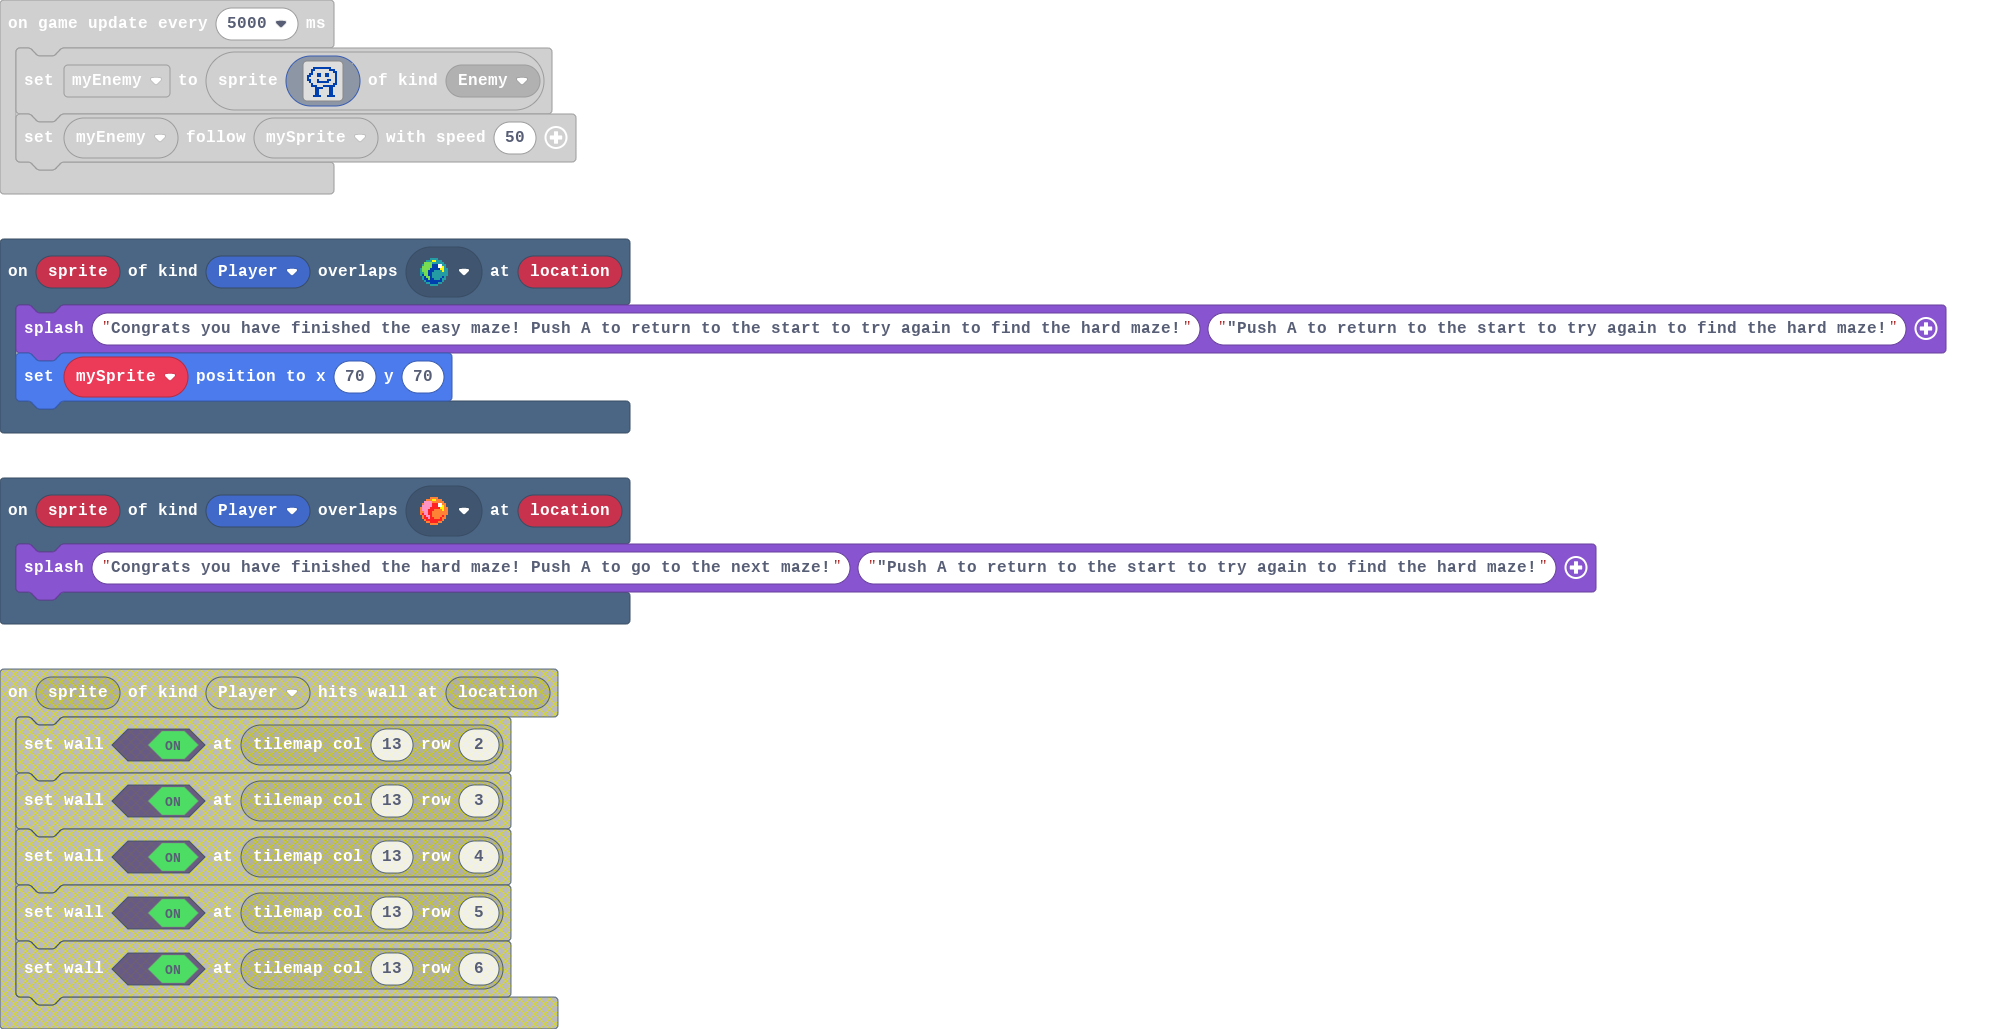 on game update every 5000 ms
set myEnemy to sprite of kind Enemy
set myEnemy follow mySprite with speed 50
on sprite of kind Player overlaps at location
splash "Congrats you have finished the easy maze! Push A to return to the start to try again to find the hard maze!" ""Push A to return to the start to try again to find the hard maze!"
set mySprite position to x 70 y 70
on sprite of kind Player overlaps at location
splash "Congrats you have finished the hard maze! Push A to go to the next maze!" ""Push A to return to the start to try again to find the hard maze!"
on sprite of kind Player hits wall at location
set wall ON at tilemap col 13 row 2
set wall ON at tilemap col 13 row 3
set wall ON at tilemap col 13 row 4
set wall ON at tilemap col 13 row 5
set wall ON at tilemap col 13 row 6